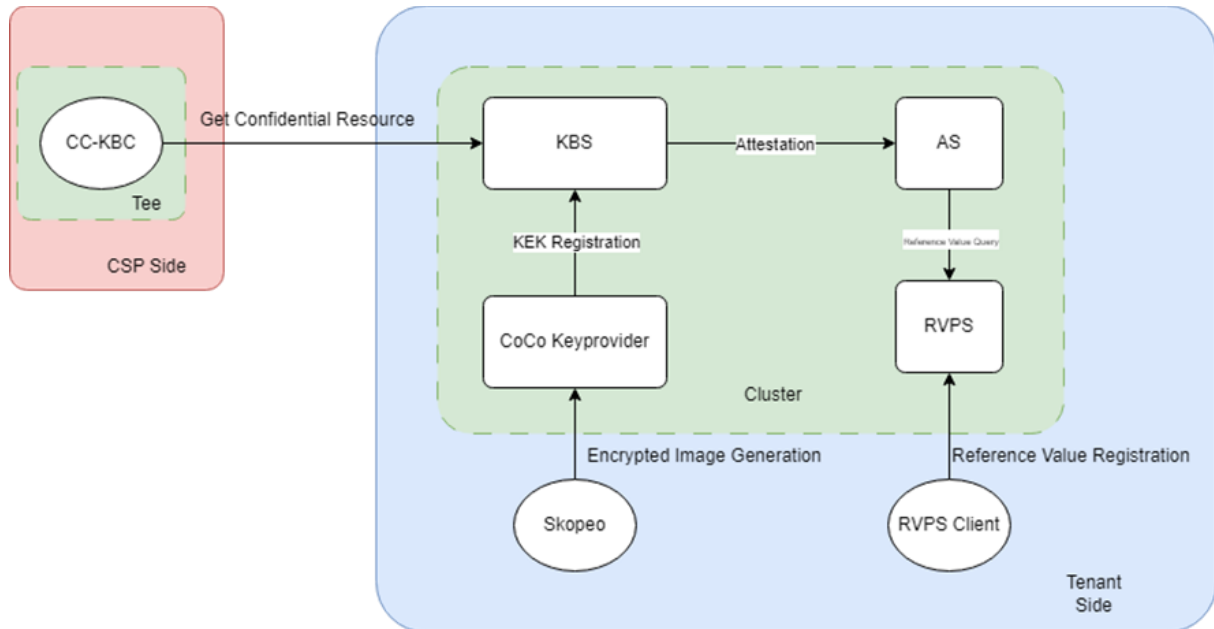 Get Confidential Resource
CC-KBC
Tee
CSP Side
KBS
Attestation
AS
KEK Registration
Reference Value Query
CoCo Keyprovider
RVPS
Cluster
Encrypted Image Generation
Reference Value Registration
Skopeo
RVPS Client
Tenant
Side